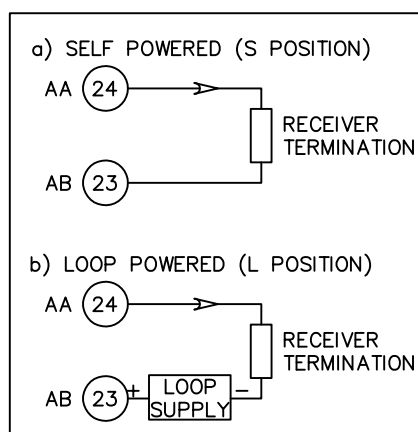 a) SELF POWERED (S POSITION)
AA 24
RECEIVER
TERMINATION
AB 23
b) LOOP POWERED (L POSITION)
AA 24
RECEIVER
TERMINATION
AB 23 + LOOP SUPPLY -